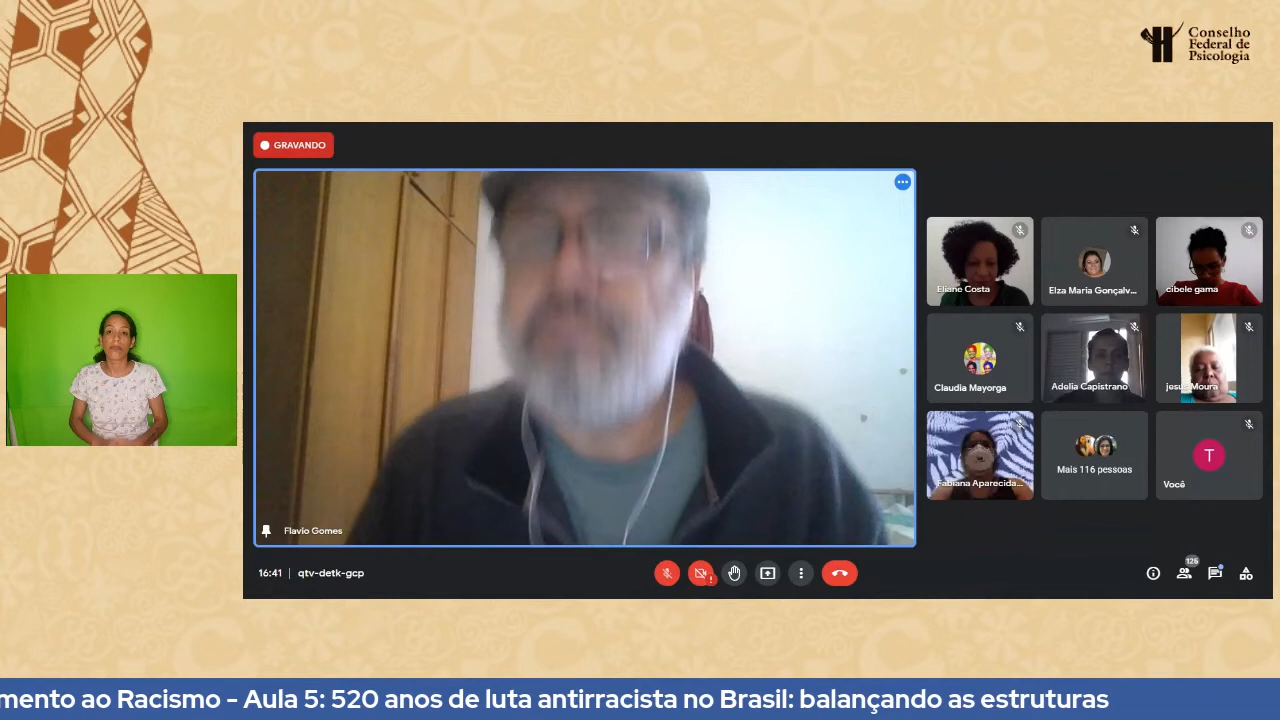 Conselho
Federal de
Psicologia
GRAVANDO
Eliane Costa
Elza Maria Gonçalv...
cibele gama
Claudia Mayorga
Adelia Capistrano
jesus Moura
Fabiana Aparecida...
Mais 116 pessoas
T
Você
Flavio Gomes
16:41 | qtv-detk-gcp
125
mento ao Racismo - Aula 5: 520 anos de luta antirracista no Brasil: balançando as estruturas